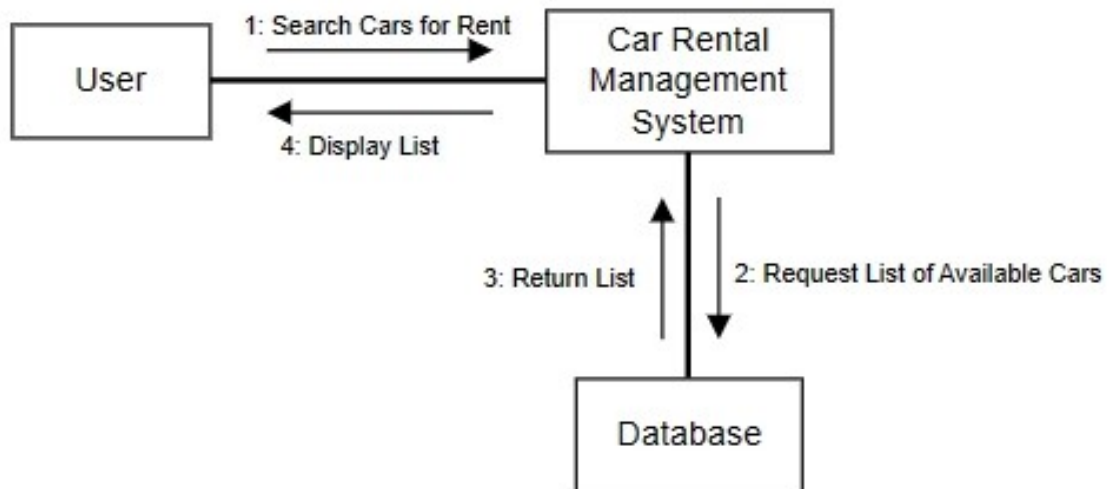 1: Search Cars for Rent
User
Car Rental
Management
System
4: Display List
3: Return List
2: Request List of Available Cars
Database